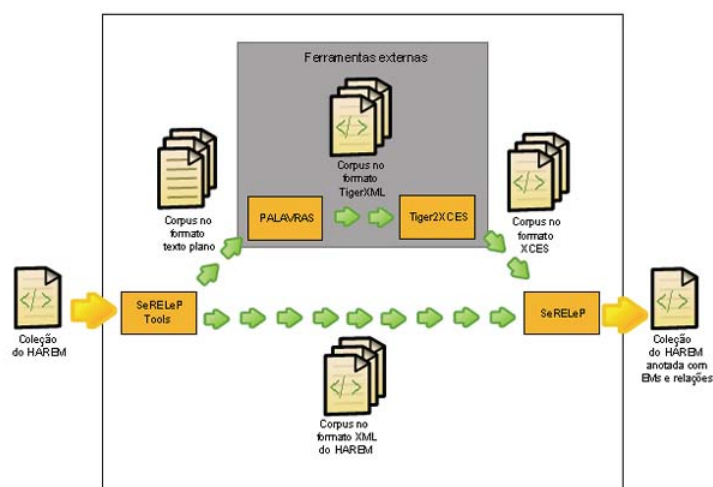 Ferramentas externas
Corpus no
formato
TigerXML
Corpus no
formato
texto plano
PALAVRAS
Tiger2XCES
Corpus no
formato
XCES
Coleção
do HAREM
SeRELeP
Tools
SeRELeP
Coleção
do HAREM
anotada com
EMs e relações
Corpus no
formato XML
do HAREM